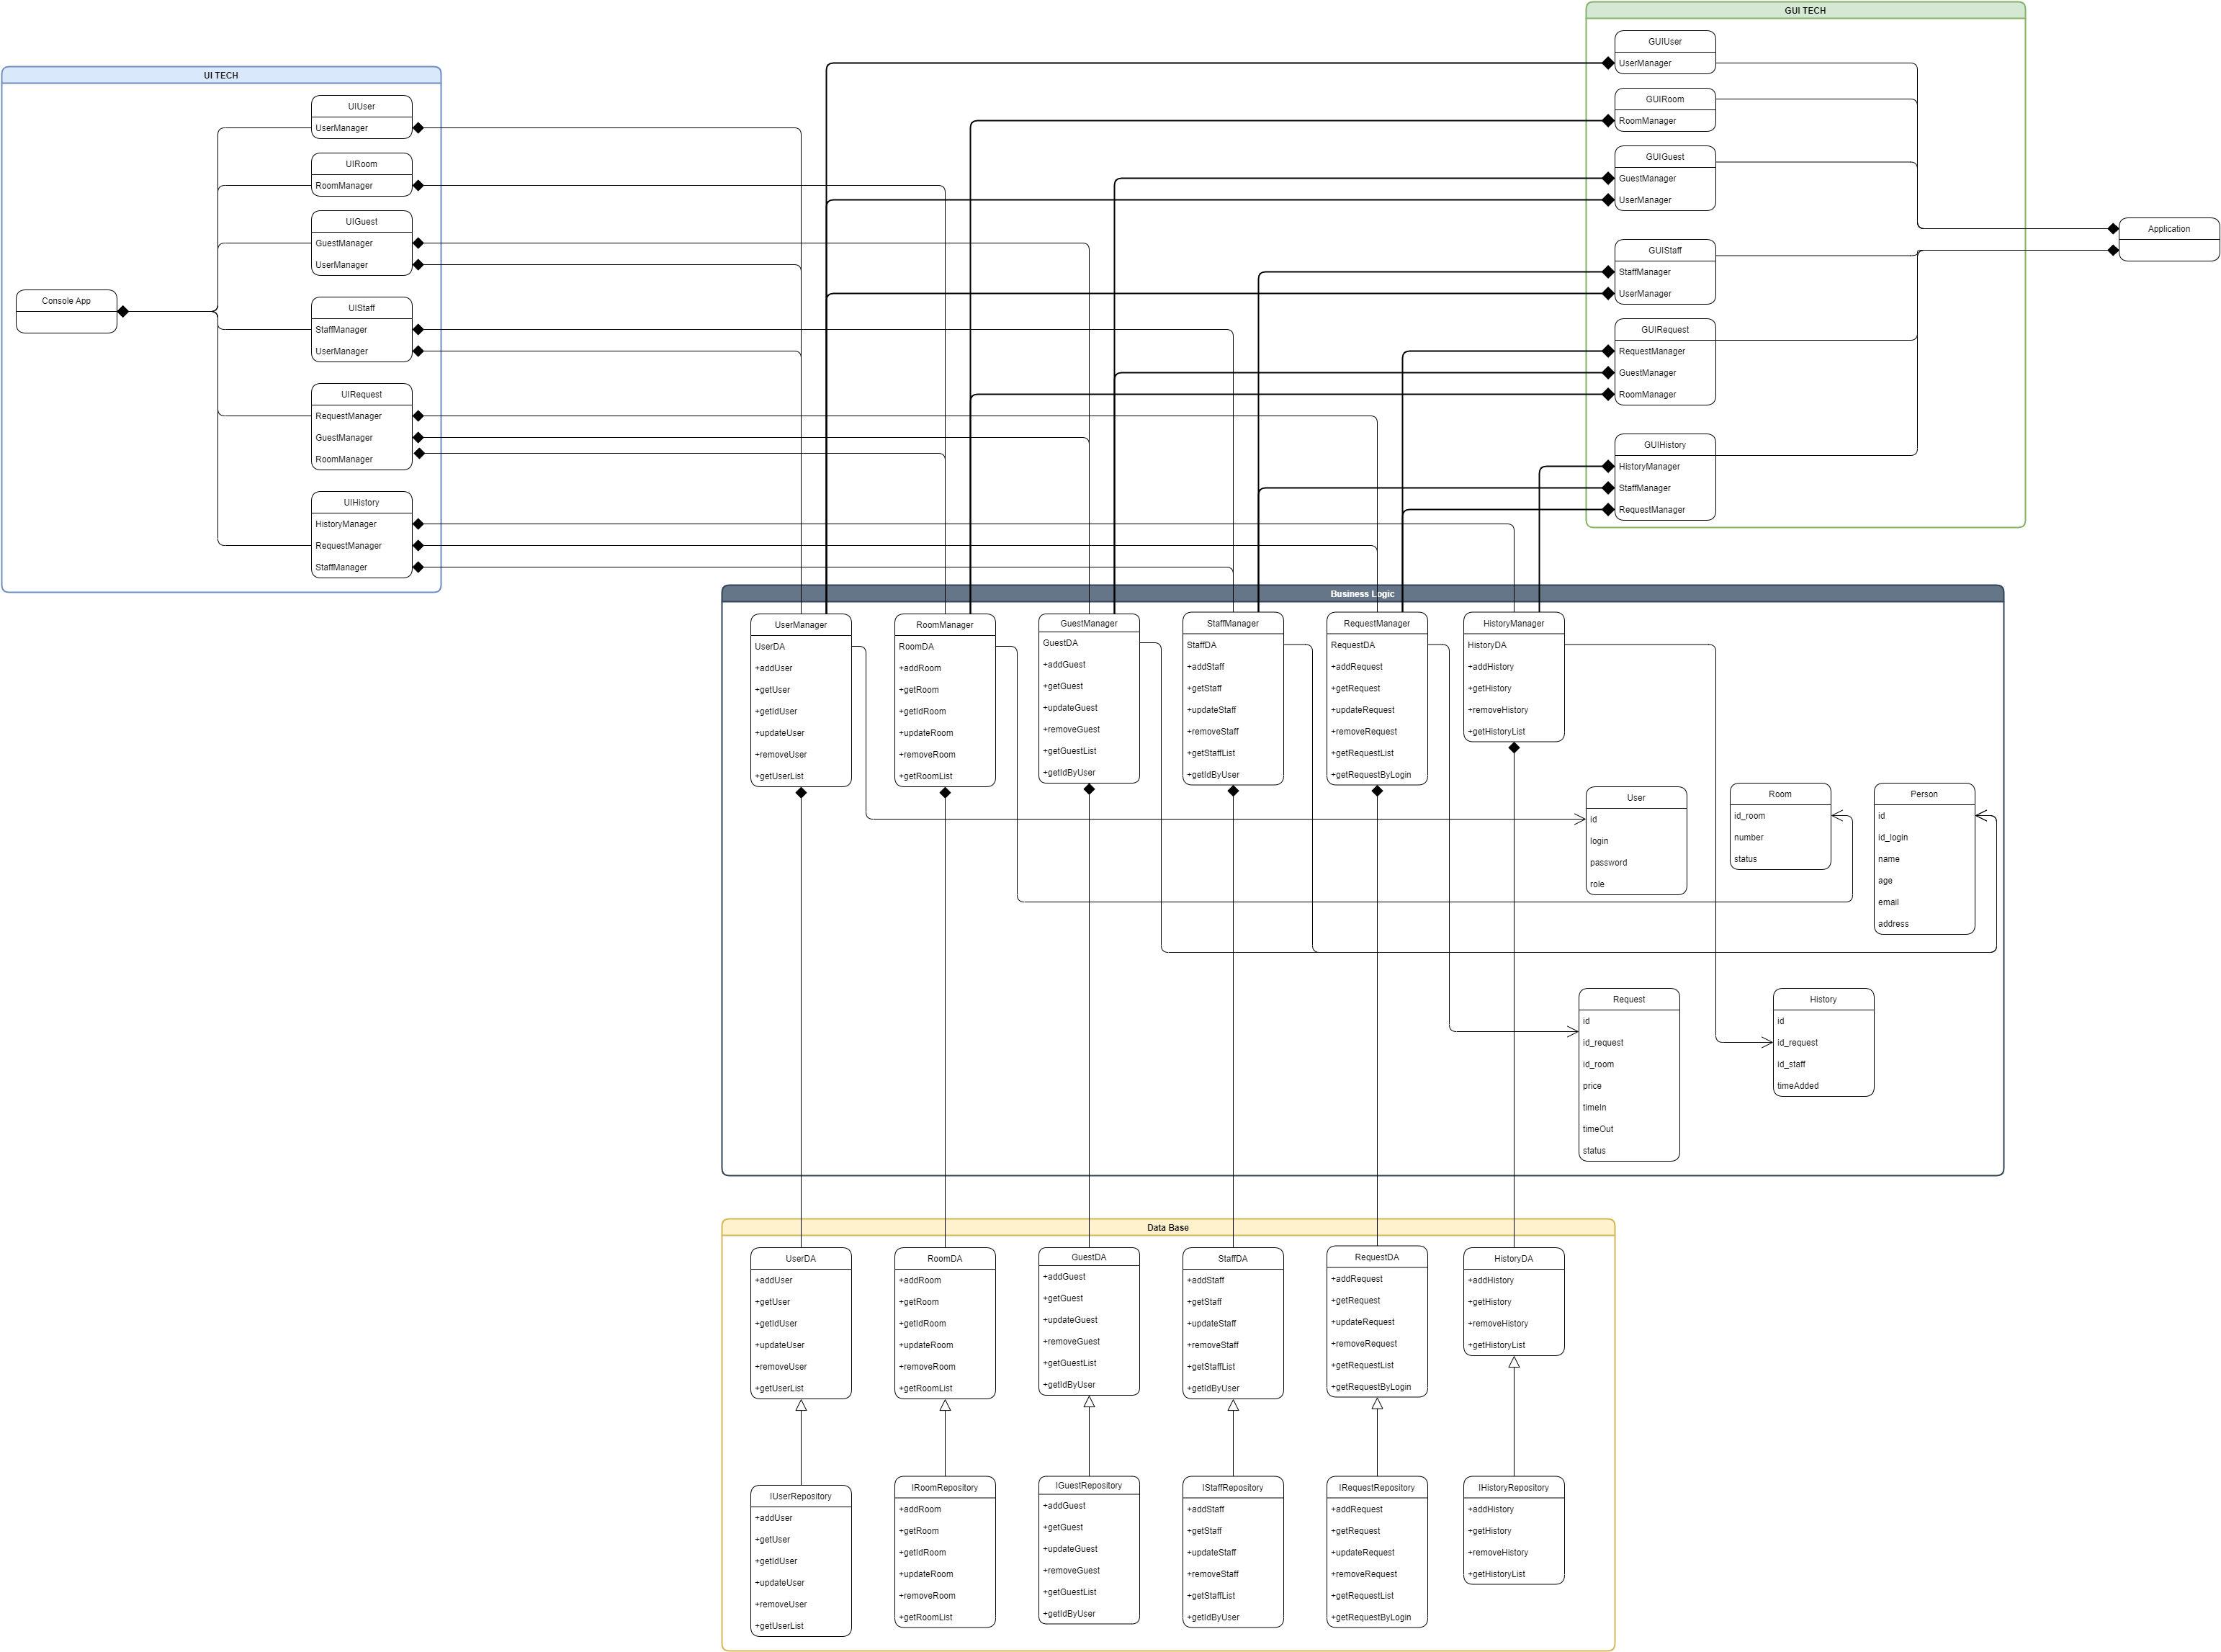 GUI TECH
GUIUser
UserManager
GUIRoom
RoomManager
GUIGuest
GuestManager
UserManager
GUIStaff
StaffManager
UserManager
GUIRequest
RequestManager
GuestManager
RoomManager
GUIHistory
HistoryManager
StaffManager
RequestManager
Application
UI TECH
UIUser
UserManager
UIRoom
RoomManager
UIGuest
GuestManager
UserManager
Console App
UIStaff
StaffManager
UserManager
UIRequest
RequestManager
GuestManager
RoomManager
UIHistory
HistoryManager
RequestManager
StaffManager
Business Logic
UserManager
UserDA
+addUser
+getUser
+getIdUser
+updateUser
+removeUser
+getUserList
RoomManager
RoomDA
+addRoom
+getRoom
+getIdRoom
+updateRoom
+removeRoom
+getRoomList
GuestManager
GuestDA
+addGuest
+getGuest
+updateGuest
+removeGuest
+getGuestList
+getIdByUser
StaffManager
StaffDA
+addStaff
+getStaff
+updateStaff
+removeStaff
+getStaffList
+getIdByUser
RequestManager
RequestDA
+addRequest
+getRequest
+updateRequest
+removeRequest
+getRequestList
+getRequestByLogin
HistoryManager
HistoryDA
+addHistory
+getHistory
+removeHistory
+getHistoryList
User
id
login
password
role
Room
id_room
number
status
Person
id
id_login
name
age
email
address
Request
id
id_request
id_room
price
timeIn
timeOut
status
History
id
id_request
id_staff
timeAdded
Data Base
UserDA
+addUser
+getUser
+getIdUser
+updateUser
+removeUser
+getUserList
RoomDA
+addRoom
+getRoom
+getIdRoom
+updateRoom
+removeRoom
+getRoomList
GuestDA
+addGuest
+getGuest
+updateGuest
+removeGuest
+getGuestList
+getIdByUser
StaffDA
+addStaff
+getStaff
+updateStaff
+removeStaff
+getStaffList
+getIdByUser
RequestDA
+addRequest
+getRequest
+updateRequest
+removeRequest
+getRequestList
+getRequestByLogin
HistoryDA
+addHistory
+getHistory
+removeHistory
+getHistoryList
IUserRepository
+addUser
+getUser
+getIdUser
+updateUser
+removeUser
+getUserList
IRoomRepository
+addRoom
+getRoom
+getIdRoom
+updateRoom
+removeRoom
+getRoomList
IGuestRepository
+addGuest
+getGuest
+updateGuest
+removeGuest
+getGuestList
+getIdByUser
IStaffRepository
+addStaff
+getStaff
+updateStaff
+removeStaff
+getStaffList
+getIdByUser
IRequestRepository
+addRequest
+getRequest
+updateRequest
+removeRequest
+getRequestList
+getRequestByLogin
IHistoryRepository
+addHistory
+getHistory
+removeHistory
+getHistoryList